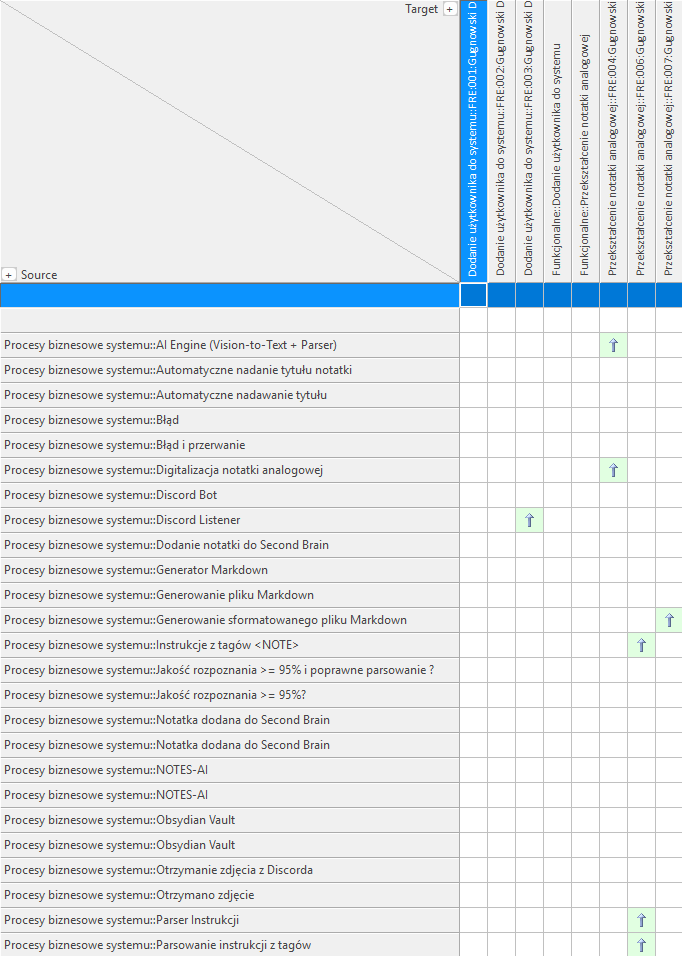 Target +
Dodanie użytkownika do systemu::FRE:001:Gugnowski D
Dodanie użytkownika do systemu::FRE:002:Gugnowski D
Dodanie użytkownika do systemu::FRE:003:Gugnowski D
Funkcjonalne::Dodanie użytkownika do systemu
Funkcjonalne::Przekształcenie notatki analogowej
Przekształcenie notatki analogowej::FRE:004:Gugnowski
Przekształcenie notatki analogowej::FRE:006:Gugnowski
Przekształcenie notatki analogowej::FRE:007:Gugnowski
+ Source
Procesy biznesowe systemu::AI Engine (Vision-to-Text + Parser)
Procesy biznesowe systemu::Automatyczne nadanie tytułu notatki
Procesy biznesowe systemu::Automatyczne nadawanie tytułu
Procesy biznesowe systemu::Błąd
Procesy biznesowe systemu::Błąd i przerwanie
Procesy biznesowe systemu::Digitalizacja notatki analogowej
Procesy biznesowe systemu::Discord Bot
Procesy biznesowe systemu::Discord Listener
Procesy biznesowe systemu::Dodanie notatki do Second Brain
Procesy biznesowe systemu::Generator Markdown
Procesy biznesowe systemu::Generowanie pliku Markdown
Procesy biznesowe systemu::Generowanie sformatowanego pliku Markdown
Procesy biznesowe systemu::Instrukcje z tagów <NOTE>
Procesy biznesowe systemu::Jakość rozpoznania >= 95% i poprawne parsowanie ?
Procesy biznesowe systemu::Jakość rozpoznania >= 95%?
Procesy biznesowe systemu::Notatka dodana do Second Brain
Procesy biznesowe systemu::Notatka dodana do Second Brain
Procesy biznesowe systemu::NOTES-AI
Procesy biznesowe systemu::NOTES-AI
Procesy biznesowe systemu::Obsydian Vault
Procesy biznesowe systemu::Obsydian Vault
Procesy biznesowe systemu::Otrzymanie zdjęcia z Discorda
Procesy biznesowe systemu::Otrzymano zdjęcie
Procesy biznesowe systemu::Parser Instrukcji
Procesy biznesowe systemu::Parsowanie instrukcji z tagów